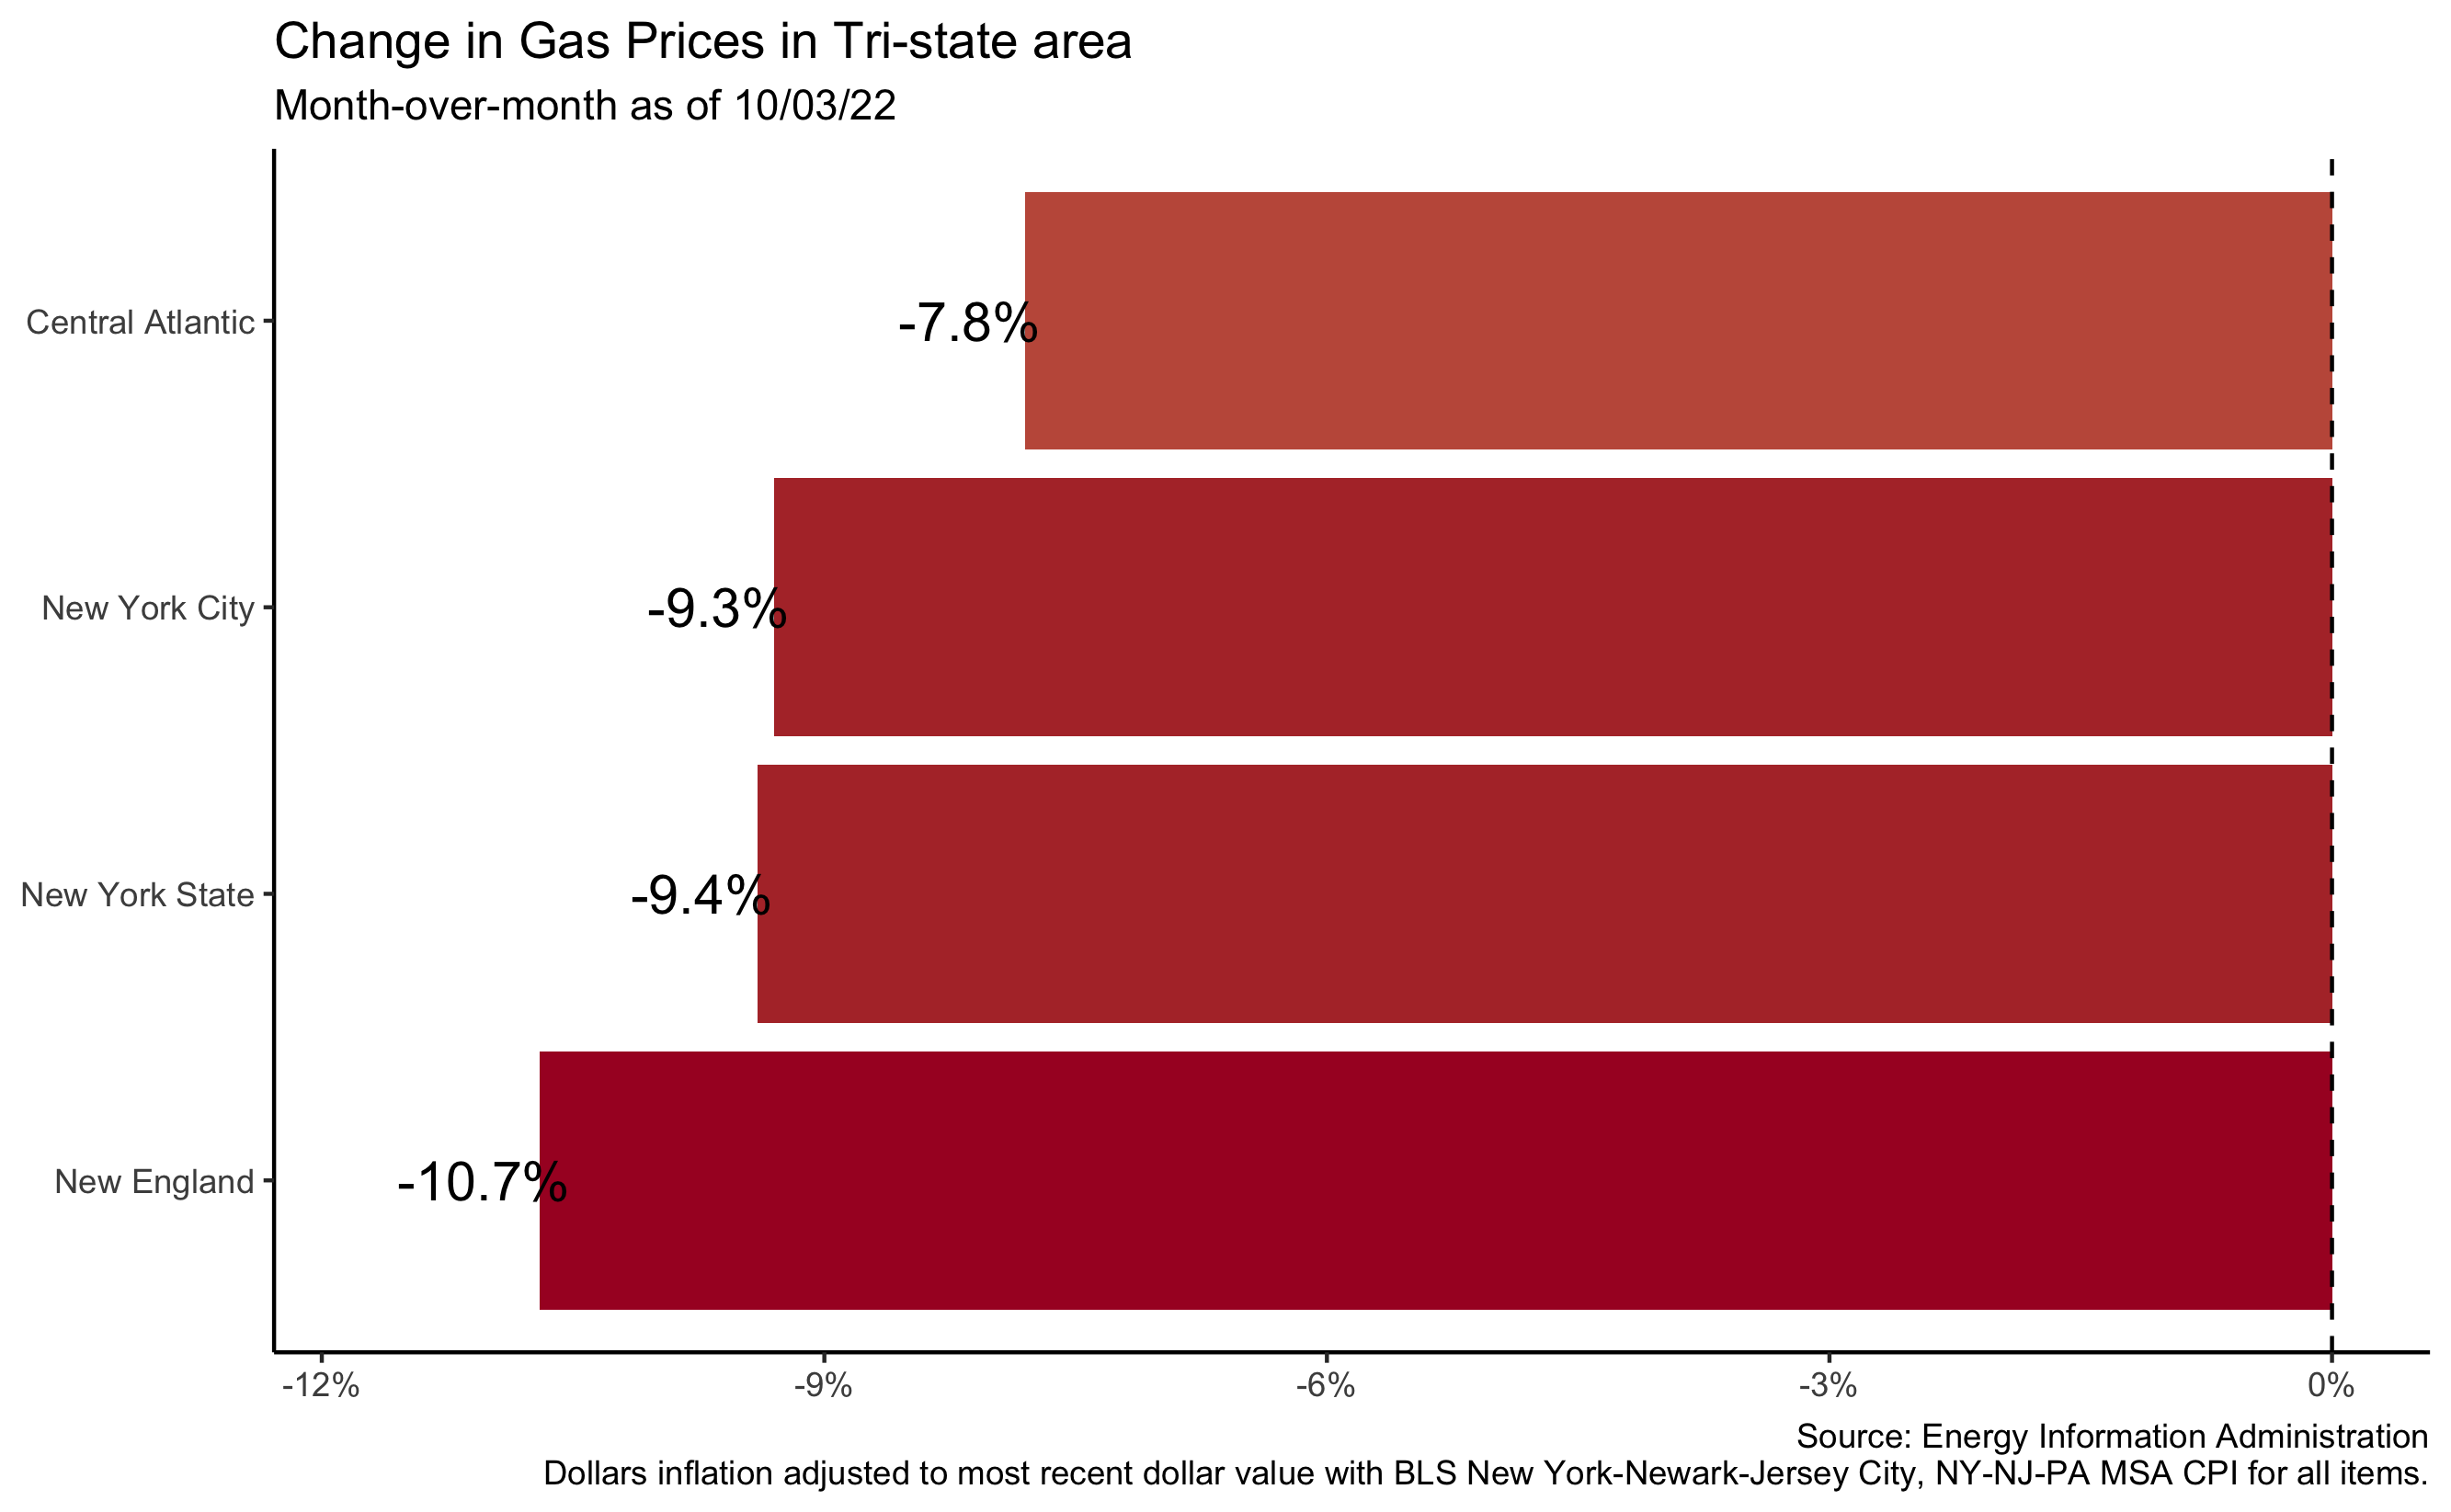 Change in Gas Prices in Tri-state area
Month-over-month as of 10/03/22
Central Atlantic
-7.8%
New York City
-9.3%
New York State
-9.4%
New England
-10.7%
-12%
-9%
-6%
-3%
0%
Source: Energy Information Administration
Dollars inflation adjusted to most recent dollar value with BLS New York-Newark-Jersey City, NY-NJ-PA MSA CPI for all items.